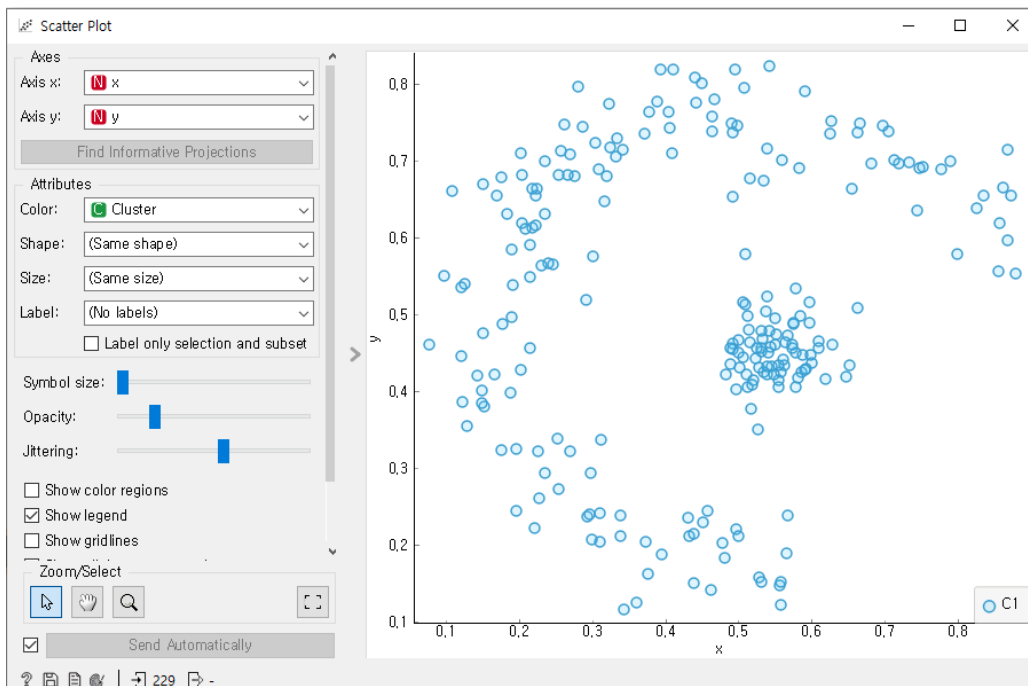 Scatter Plot
Axes
Axis x: N x
Axis y: N y
Find Informative Projections
Attributes
Color: C Cluster
Shape: (Same shape)
Size: (Same size)
Label: (No labels)
Label only selection and subset
Symbol size:
Opacity:
Jittering:
Show color regions
Show legend
Show gridlines
Zoom/Select
Send Automatically
? 229 -
0,8
0,7
0,6
0,5
y
0,4
0,3
0,2
0,1
0,1 0,2 0,3 0,4 0,5 0,6 0,7 0,8
x
C1